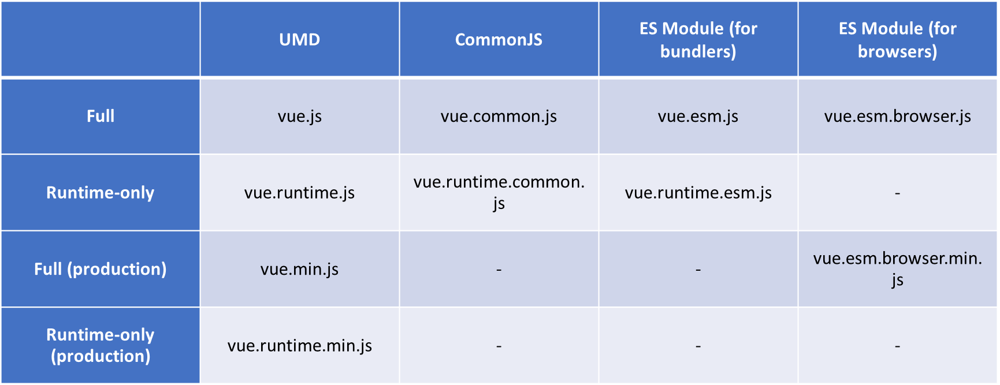 UMD
CommonJS
ES Module (for
bundlers)
ES Module (for
browsers)
Full
vue.js
vue.common.js
vue.esm.js
vue.esm.browser.js
Runtime-only
vue.runtime.js
vue.runtime.common.
js
vue.runtime.esm.js
-
Full (production)
vue.min.js
-
-
vue.esm.browser.min.
js
Runtime-only
(production)
vue.runtime.min.js
-
-
-